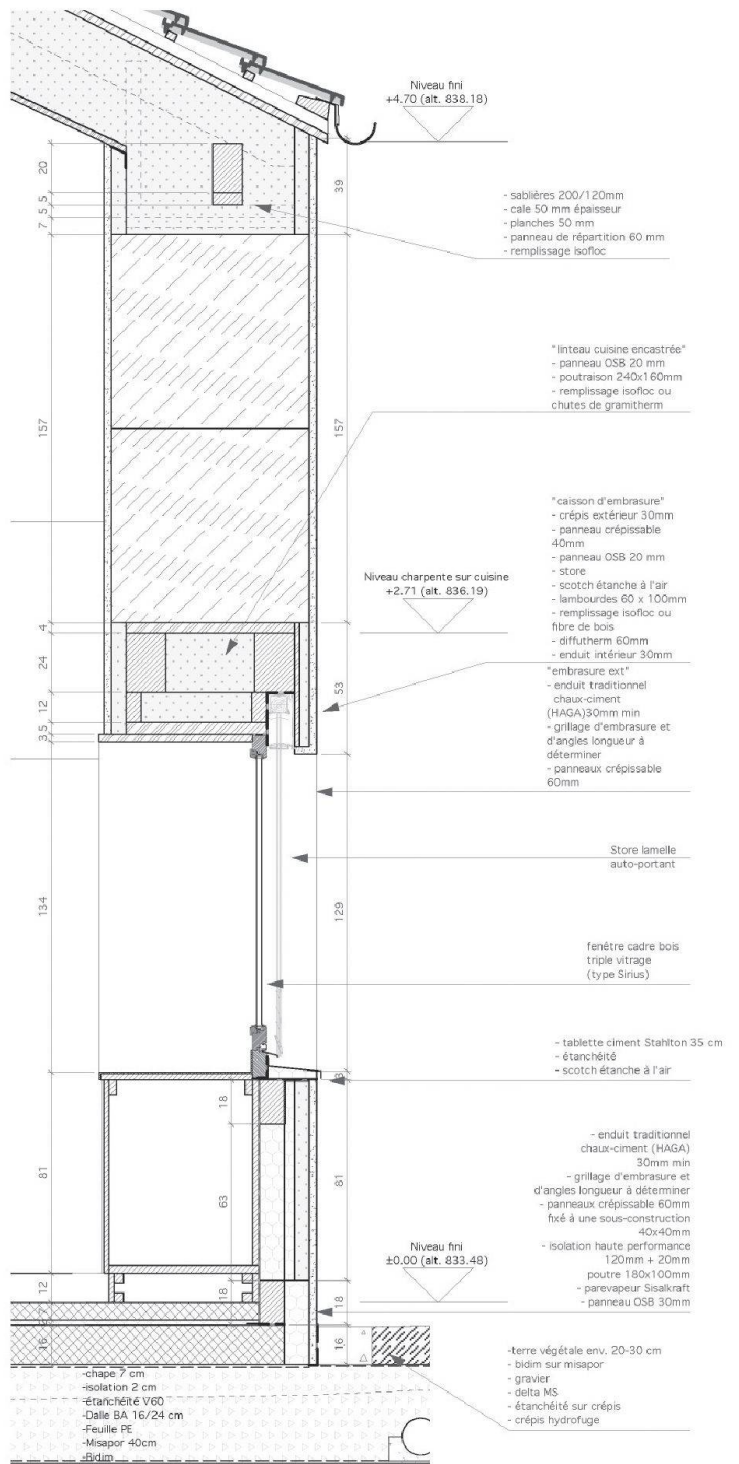 Niveau fini
+4.70 (alt. 838.18)
20
5
5
7
39
- sablières 200/120mm
- cale 50 mm épaisseur
- planches 50 mm
- panneau de répartition 60 mm
- remplissage isofloc
"linteau cuisine encastrée"
- panneau OSB 20 mm
- poutraison 240x160mm
- remplissage isofloc ou
chutes de gramitherm
157
157
"caisson d'embrasure"
- crépis extérieur 30mm
- panneau crépissable
40mm
- panneau OSB 20 mm
- store
- scotch étanche à l'air
- lambourdes 60 x 100mm
- remplissage isofloc ou
fibre de bois
- diffutherm 60mm
- enduit intérieur 30mm
Niveau charpente sur cuisine
+2.71 (alt. 836.19)
4
24
12
5
3
53
"embrasure ext"
- enduit traditionnel
chaux-ciment
(HAGA)30mm min
- grillage d'embrasure et
d'angles longueur à
déterminer
- panneaux crépissable
60mm
Store lamelle
auto-portant
134
129
fenêtre cadre bois
triple vitrage
(type Sirius)
- tablette ciment Stahlton 35 cm
- étanchéité
- scotch étanche à l'air
3
18
81
63
81
- enduit traditionnel
chaux-ciment (HAGA)
30mm min
- grillage d'embrasure et
d'angles longueur à déterminer
- panneaux crépissable 60mm
fixé à une sous-construction
40x40mm
- isolation haute performance
120mm + 20mm
poutre 180x100mm
- parevapeur Sisalkraft
- panneau OSB 30mm
Niveau fini
±0.00 (alt. 833.48)
12
18
18
7
16
16
-terre végétale env. 20-30 cm
- bidim sur misapor
- gravier
- delta MS
- étanchéité sur crépis
- crépis hydrofuge
-chape 7 cm
-isolation 2 cm
-étanchéité V60
-Dalle BA 16/24 cm
-Feuille PE
-Misapor 40cm
-Bidim